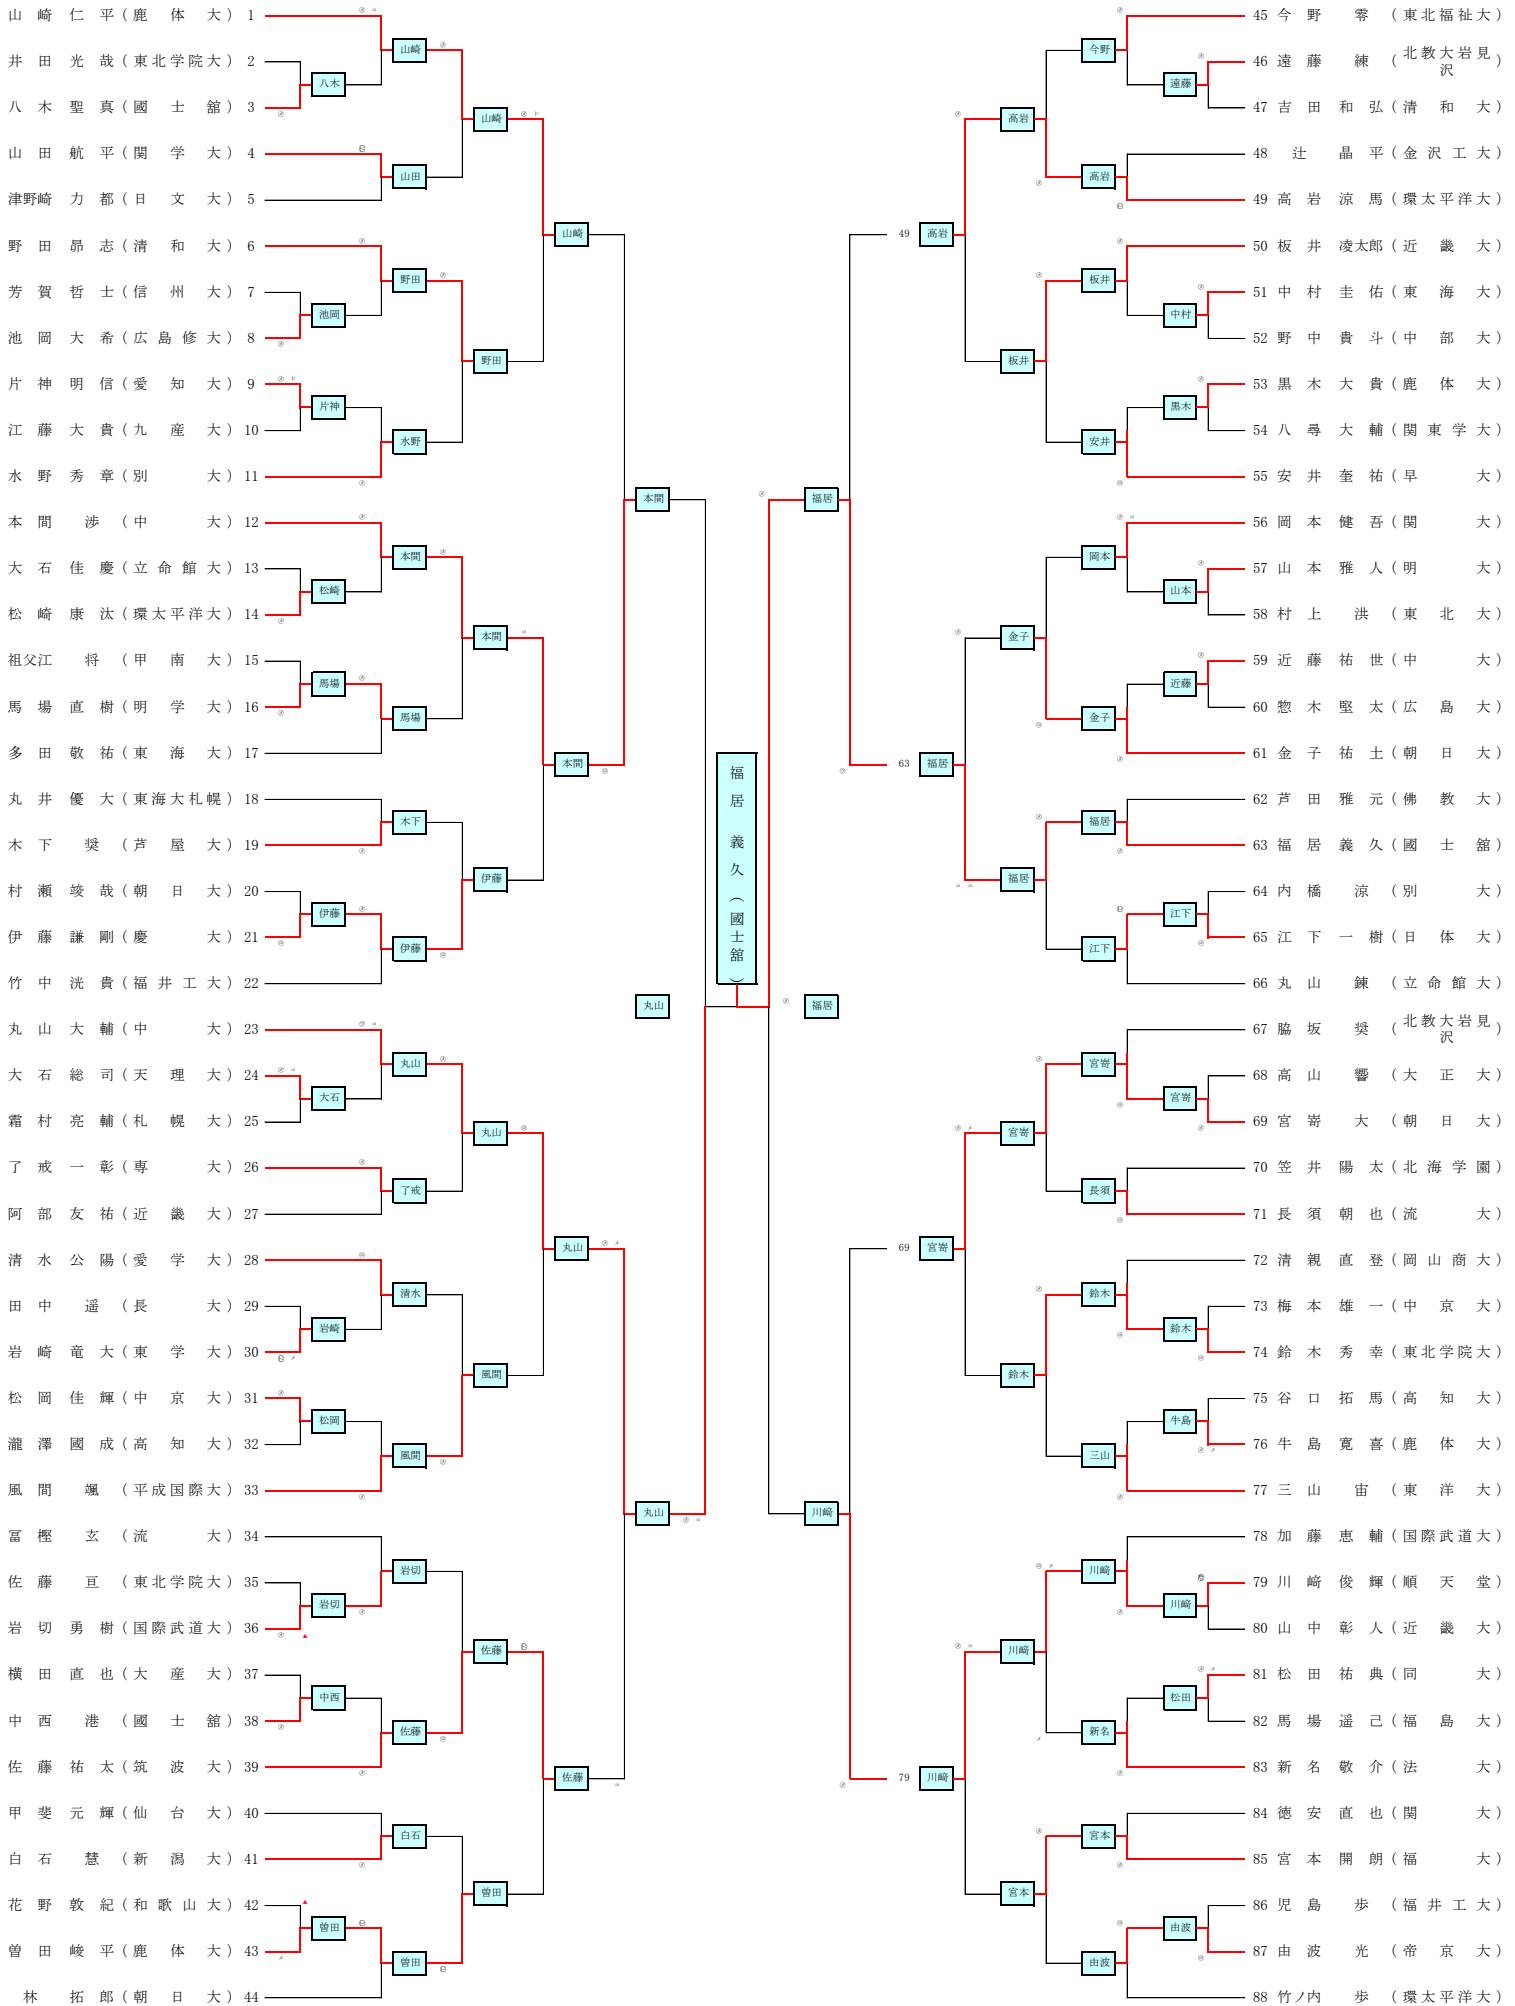 山崎仁平(鹿体大) 1
井田光哉(東北学院大) 2
八木聖真(國士舘) 3
山田航平(関学大) 4
津野崎力都(日文大) 5
野田昴志(清和大) 6
芳賀哲士(信州大) 7
池岡大希(広島修大) 8
片神明信(愛知大) 9
江藤大貴(九産大) 10
水野秀章(別大) 11
本間渉(中大) 12
大石佳慶(立命館大) 13
松崎康汰(環太平洋大) 14
祖父江将(甲南大) 15
馬場直樹(明学大) 16
多田敬祐(東海大) 17
丸井優大(東海大札幌) 18
木下奨(芦屋大) 19
村瀬竣哉(朝日大) 20
伊藤謙剛(慶大) 21
竹中洸貴(福井工大) 22
丸山大輔(中大) 23
大石総司(天理大) 24
霜村亮輔(札幌大) 25
了戒一彰(専大) 26
阿部友祐(近畿大) 27
清水公陽(愛学大) 28
田中遥(長大) 29
岩崎竜大(東学大) 30
松岡佳輝(中京大) 31
瀧澤國成(高知大) 32
風間颯(平成国際大) 33
冨樫玄(流大) 34
佐藤亘(東北学院大) 35
岩切勇樹(国際武道大) 36
横田直也(大産大) 37
中西港(國士舘) 38
佐藤祐太(筑波大) 39
甲斐元輝(仙台大) 40
白石慧(新潟大) 41
花野敦紀(和歌山大) 42
曽田峻平(鹿体大) 43
林拓郎(朝日大) 44
八木
池岡
片神
松崎
馬場
伊藤
大石
岩崎
松岡
岩切
中西
曽田
山崎
山田
野田
水野
本間
馬場
木下
伊藤
丸山
了戒
清水
風間
岩切
佐藤
白石
曽田
山崎
野田
本間
伊藤
丸山
風間
佐藤
曽田
山崎
本間
丸山
佐藤
本間
丸山
丸山
福居義久(國士舘)
福居
福居
川﨑
49 高岩
63 福居
69 宮嵜
79 川﨑
高岩
板井
金子
福居
宮嵜
鈴木
川﨑
宮本
今野
高岩
板井
安井
岡本
金子
福居
江下
宮嵜
長須
鈴木
三山
川﨑
新名
宮本
由波
遠藤
中村
黒木
山本
近藤
江下
宮嵜
鈴木
牛島
川﨑
松田
由波
45 今野零(東北福祉大)
46 遠藤練(北教大岩見沢)
47 吉田和弘(清和大)
48 辻晶平(金沢工大)
49 高岩涼馬(環太平洋大)
50 板井凌太郎(近畿大)
51 中村圭佑(東海大)
52 野中貴斗(中部大)
53 黒木大貴(鹿体大)
54 八尋大輔(関東学大)
55 安井奎祐(早大)
56 岡本健吾(関大)
57 山本雅人(明大)
58 村上洪(東北大)
59 近藤祐世(中大)
60 惣木堅太(広島大)
61 金子祐土(朝日大)
62 芦田雅元(佛教大)
63 福居義久(國士舘)
64 内橋涼(別大)
65 江下一樹(日体大)
66 丸山錬(立命館大)
67 脇坂奨(北教大岩見沢)
68 高山響(大正大)
69 宮嵜大(朝日大)
70 笠井陽太(北海学園)
71 長須朝也(流大)
72 清親直登(岡山商大)
73 梅本雄一(中京大)
74 鈴木秀幸(東北学院大)
75 谷口拓馬(高知大)
76 牛島寛喜(鹿体大)
77 三山宙(東洋大)
78 加藤恵輔(国際武道大)
79 川﨑俊輝(順天堂)
80 山中彰人(近畿大)
81 松田祐典(同大)
82 馬場遥己(福島大)
83 新名敬介(法大)
84 徳安直也(関大)
85 宮本開朗(福大)
86 児島歩(福井工大)
87 由波光(帝京大)
88 竹ノ内歩(環太平洋大)